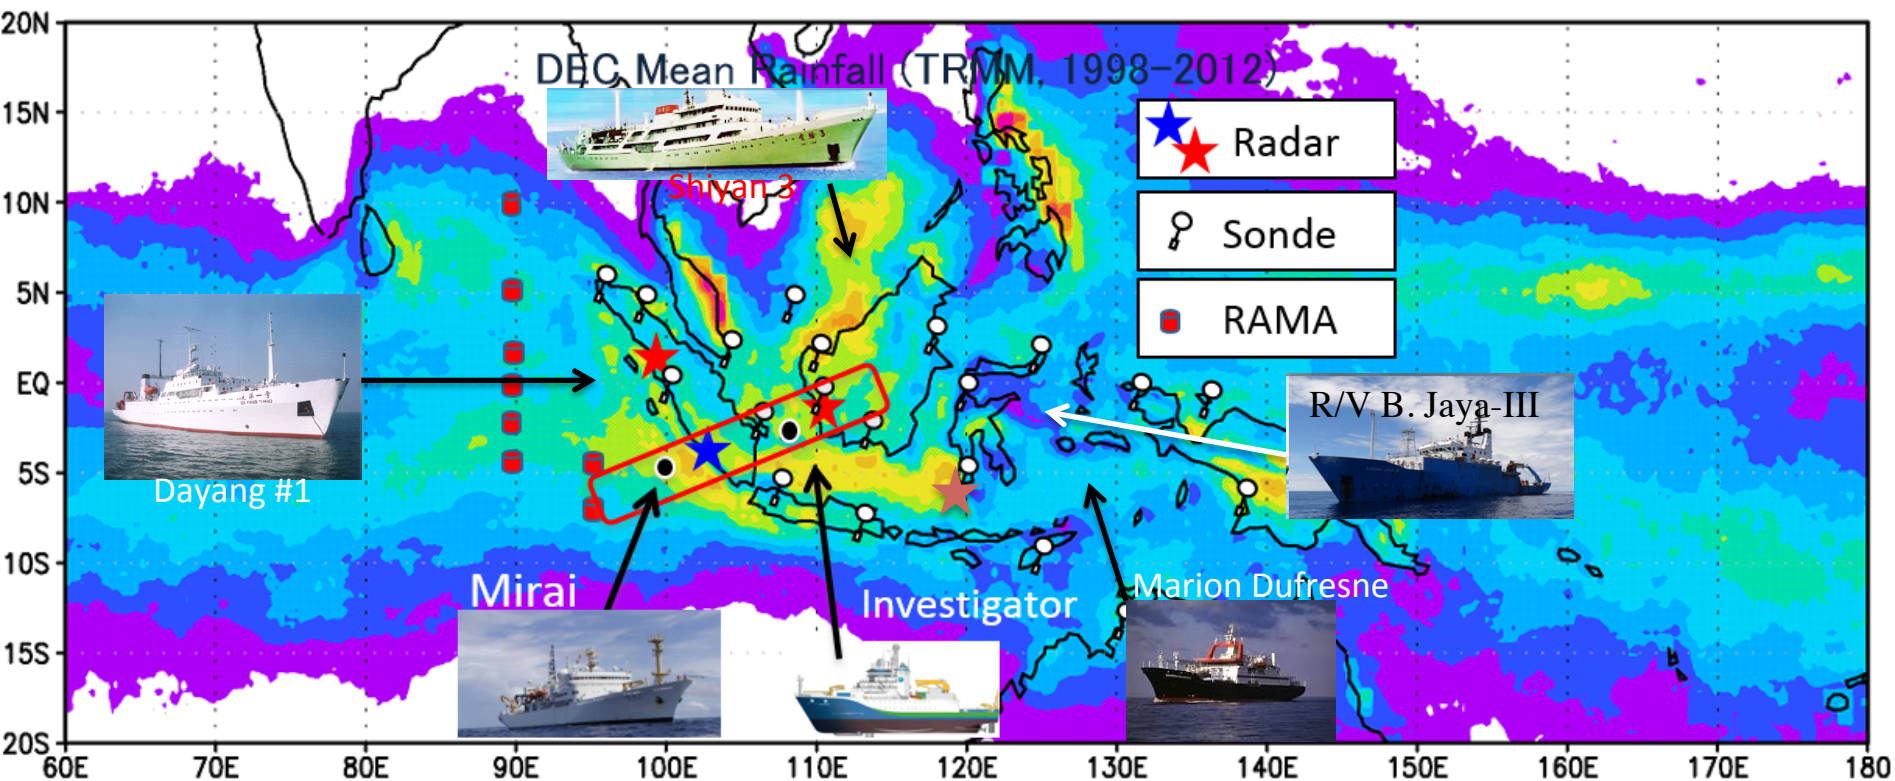 DEC Mean Rainfall (TRMM, 1998-2012)
20N
15N
10N
5N
EQ
5S
10S
15S
20S
Shiyan 3
Radar
Sonde
RAMA
R/V B. Jaya-III
Dayang #1
Mirai
Investigator
Marion Dufresne
60E 70E 80E 90E 100E 110E 120E 130E 140E 150E 160E 170E 180